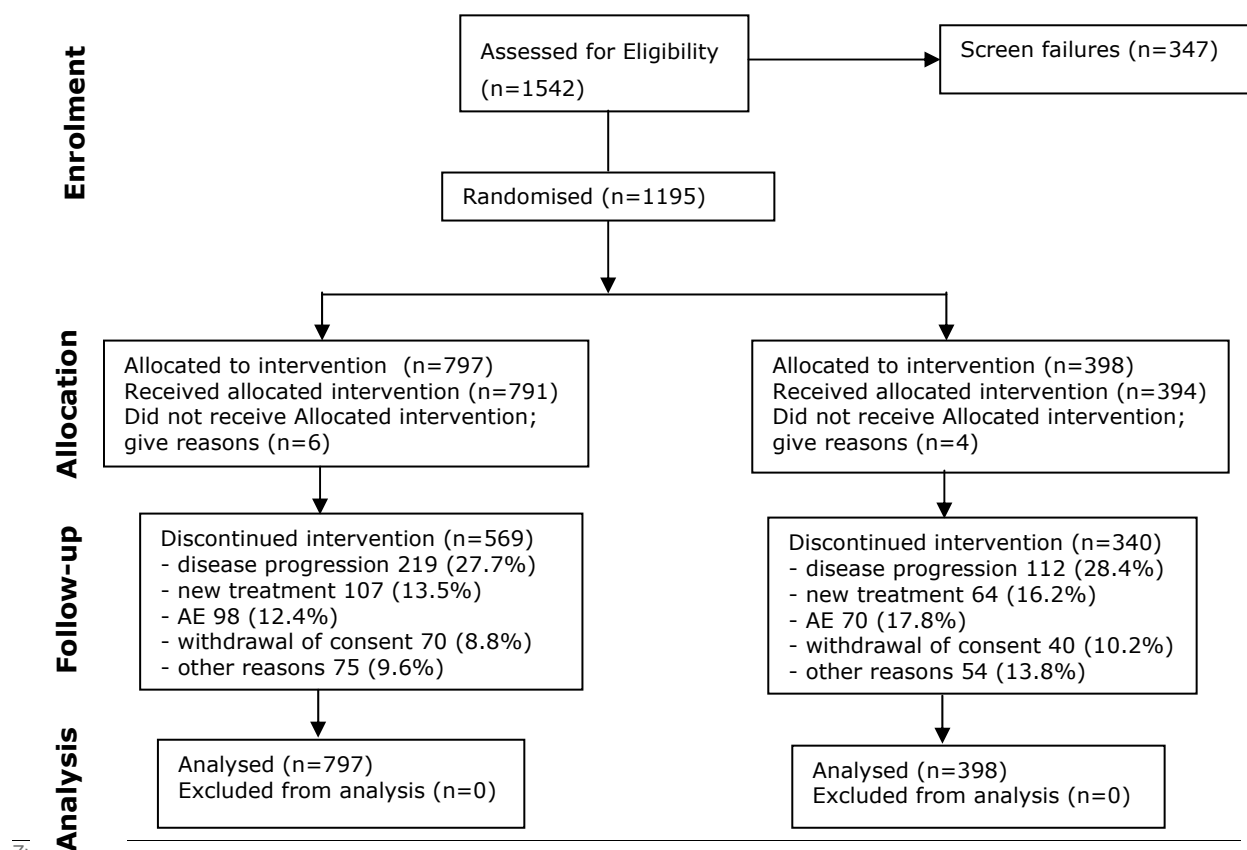 Enrolment
Assessed for Eligibility
(n=1542)
Screen failures (n=347)
Randomised (n=1195)
Allocation
Allocated to intervention (n=797)
Received allocated intervention (n=791)
Did not receive Allocated intervention;
give reasons (n=6)
Allocated to intervention (n=398)
Received allocated intervention (n=394)
Did not receive Allocated intervention;
give reasons (n=4)
Follow-up
Discontinued intervention (n=569)
- disease progression 219 (27.7%)
- new treatment 107 (13.5%)
- AE 98 (12.4%)
- withdrawal of consent 70 (8.8%)
- other reasons 75 (9.6%)
Discontinued intervention (n=340)
- disease progression 112 (28.4%)
- new treatment 64 (16.2%)
- AE 70 (17.8%)
- withdrawal of consent 40 (10.2%)
- other reasons 54 (13.8%)
Analysis
Analysed (n=797)
Excluded from analysis (n=0)
Analysed (n=398)
Excluded from analysis (n=0)